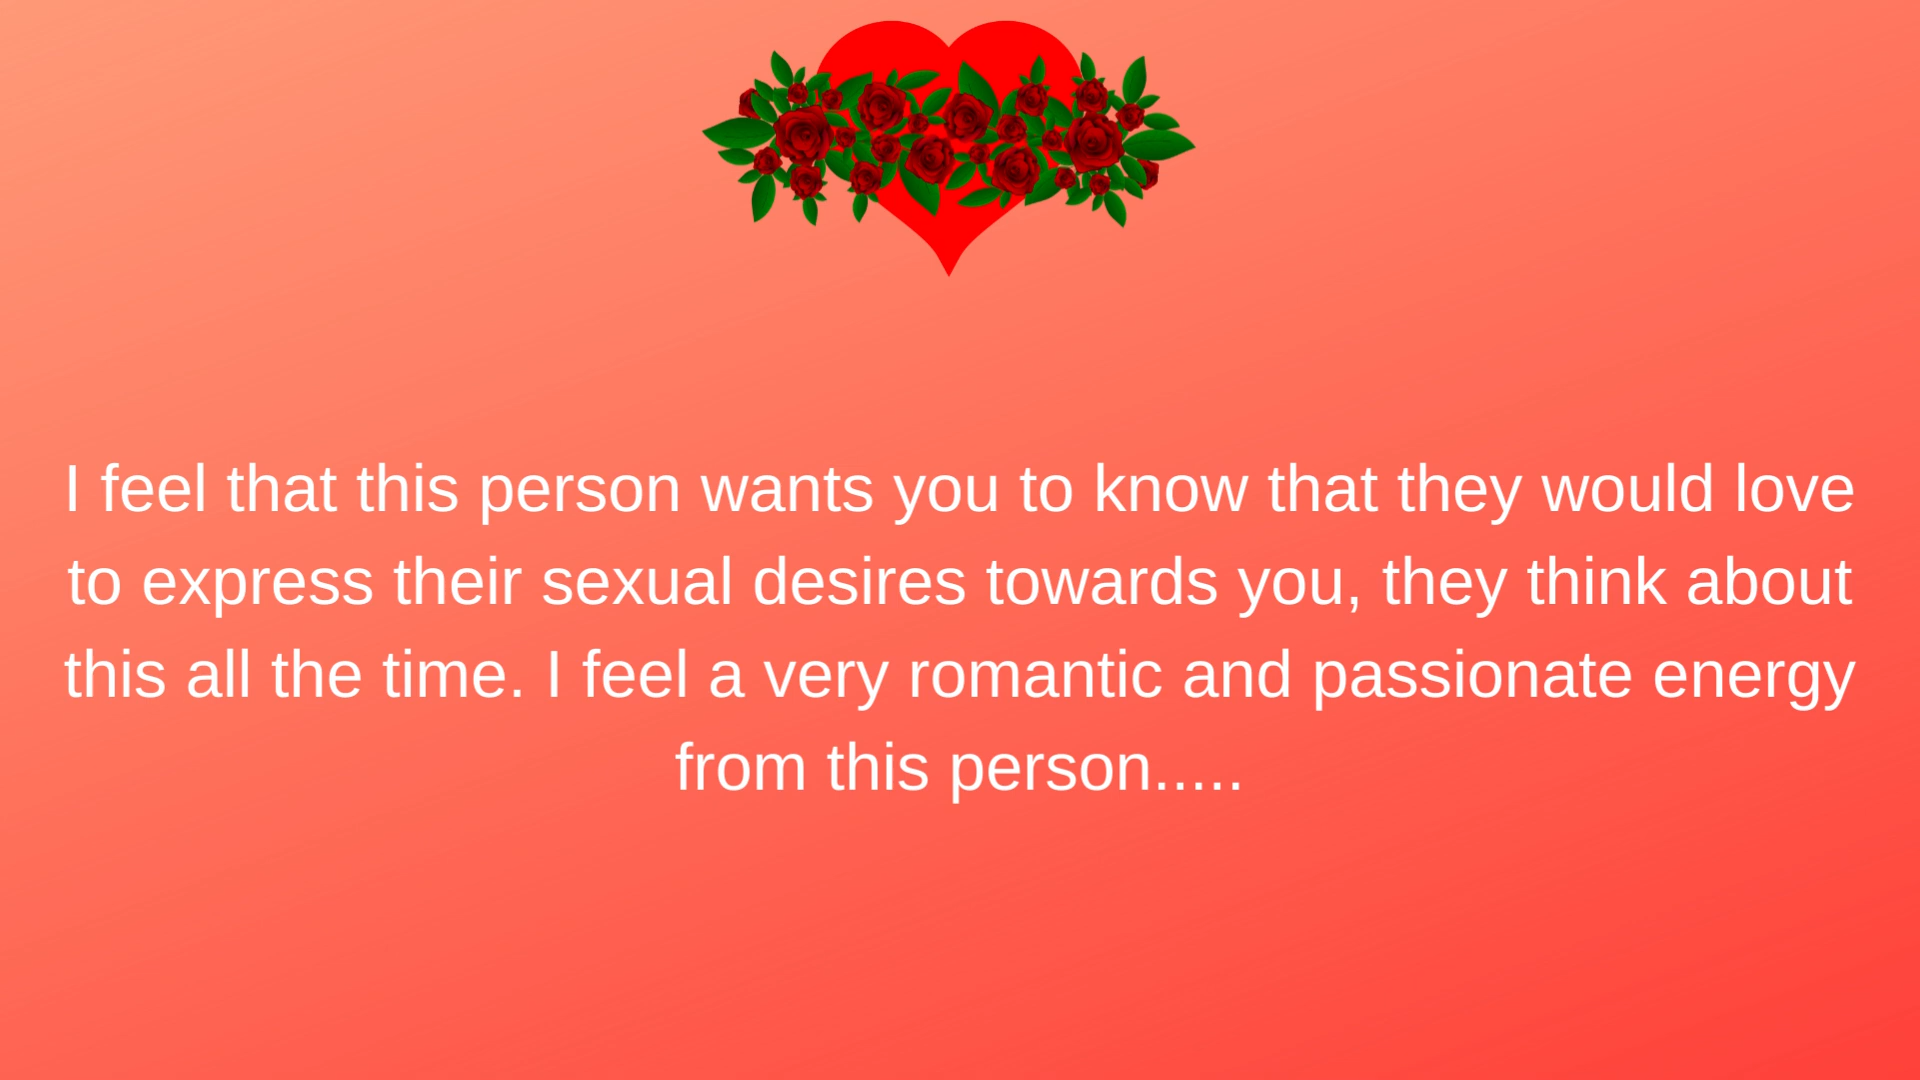 I feel that this person wants you to know that they would love
to express their sexual desires towards you, they think about
this all the time. I feel a very romantic and passionate energy
from this person.....